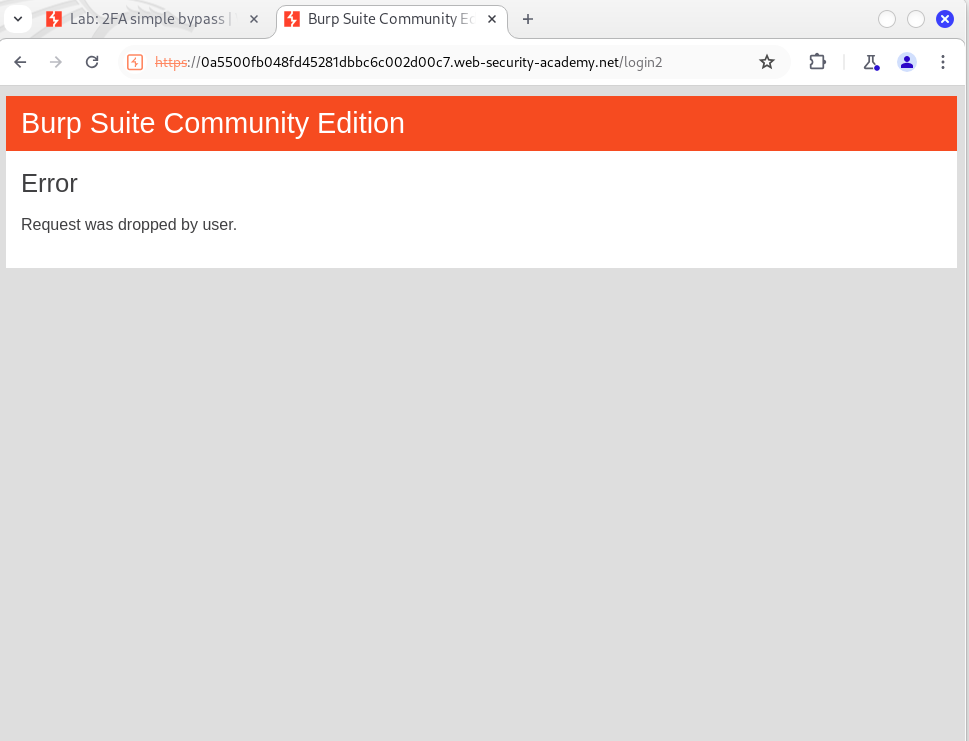 Lab: 2FA simple bypass |
Burp Suite Community Ec
https://0a5500fb048fd45281dbbc6c002d00c7.web-security-academy.net/login2
Burp Suite Community Edition
Error
Request was dropped by user.